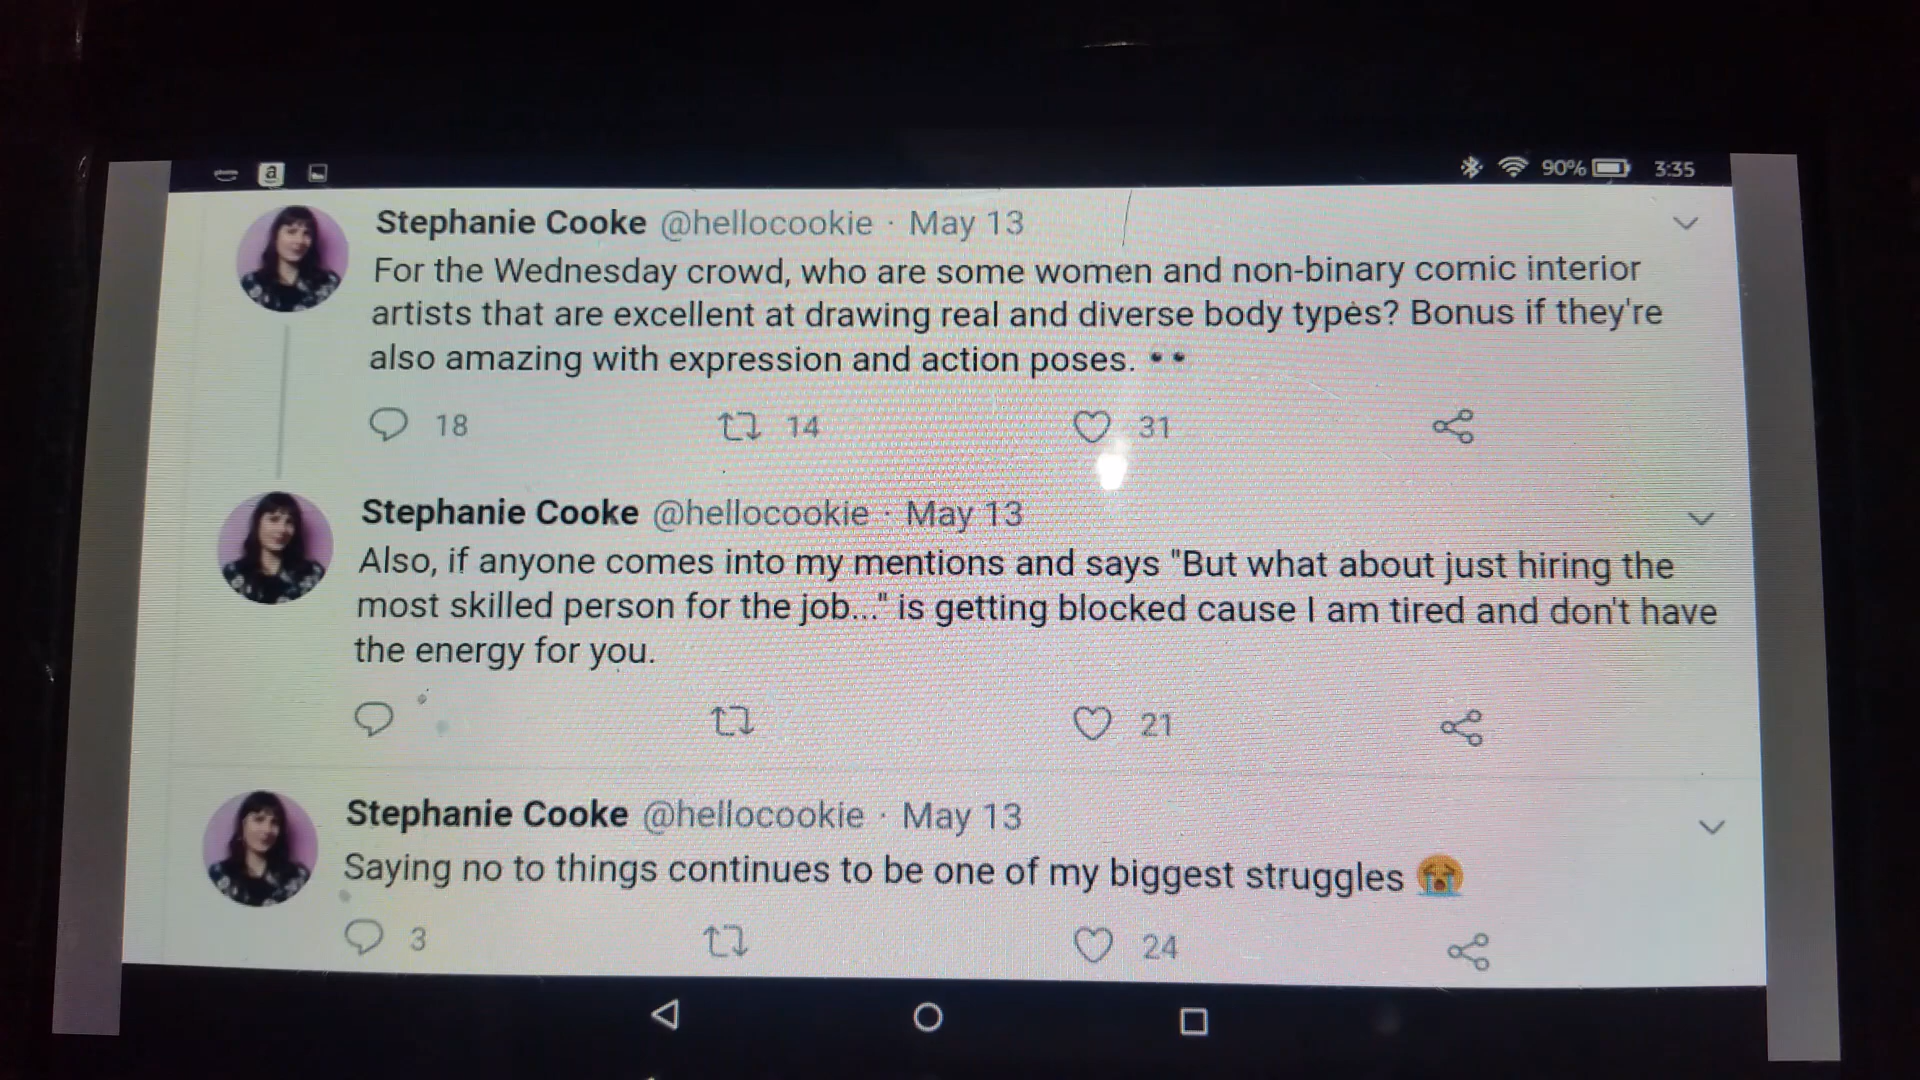 90% 3:35
Stephanie Cooke @hellocookie · May 13
For the Wednesday crowd, who are some women and non-binary comic interior
artists that are excellent at drawing real and diverse body types? Bonus if they're
also amazing with expression and action poses. 👀
18 14 31
Stephanie Cooke @hellocookie · May 13
Also, if anyone comes into my mentions and says "But what about just hiring the
most skilled person for the job..." is getting blocked cause I am tired and don't have
the energy for you.
21
Stephanie Cooke @hellocookie · May 13
Saying no to things continues to be one of my biggest struggles 😭
3 24